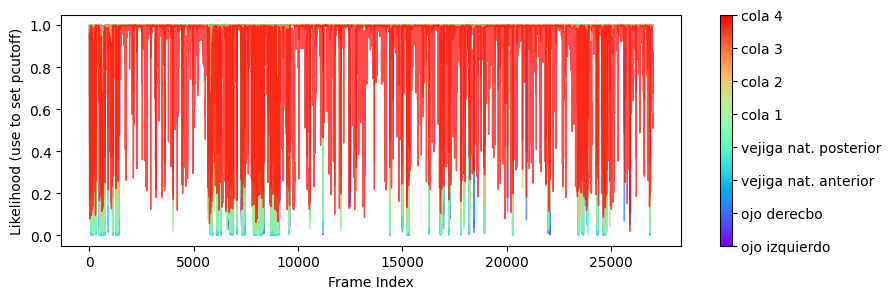 Likelihood (use to set pcutoff)
1.0
0.8
0.6
0.4
0.2
0.0
0
5000
10000
15000
20000
25000
Frame Index
cola 4
cola 3
cola 2
cola 1
vejiga nat. posterior
vejiga nat. anterior
ojo derecbo
ojo izquierdo